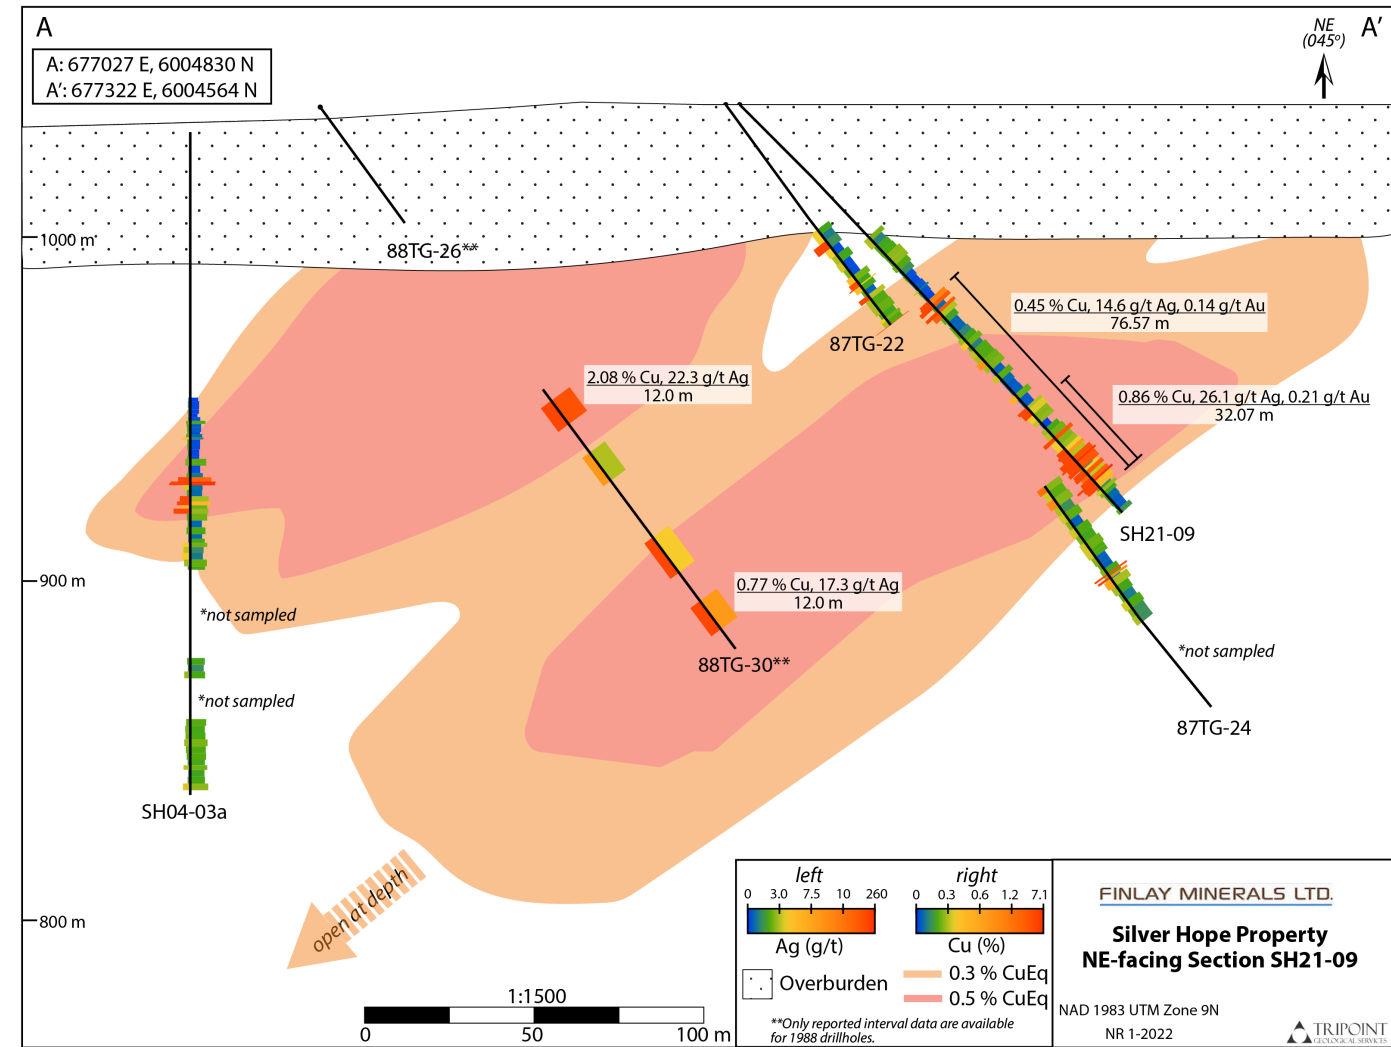 A
NE
(045º)
A′
A: 677027 E, 6004830 N
A′: 677322 E, 6004564 N
1000 m
88TG-26**
0.45 % Cu, 14.6 g/t Ag, 0.14 g/t Au
76.57 m
87TG-22
2.08 % Cu, 22.3 g/t Ag
12.0 m
0.86 % Cu, 26.1 g/t Ag, 0.21 g/t Au
32.07 m
SH21-09
900 m
0.77 % Cu, 17.3 g/t Ag
12.0 m
*not sampled
*not sampled
88TG-30**
*not sampled
87TG-24
SH04-03a
open at depth
800 m
left
right
0 3.0 7.5 10 260
0 0.3 0.6 1.2 7.1
Ag (g/t)
Cu (%)
Overburden
0.3 % CuEq
0.5 % CuEq
**Only reported interval data are available
for 1988 drillholes.
1:1500
0 50 100 m
FINLAY MINERALS LTD.
Silver Hope Property
NE-facing Section SH21-09
NAD 1983 UTM Zone 9N
NR 1-2022
TRIPOINT
GEOLOGICAL SERVICES